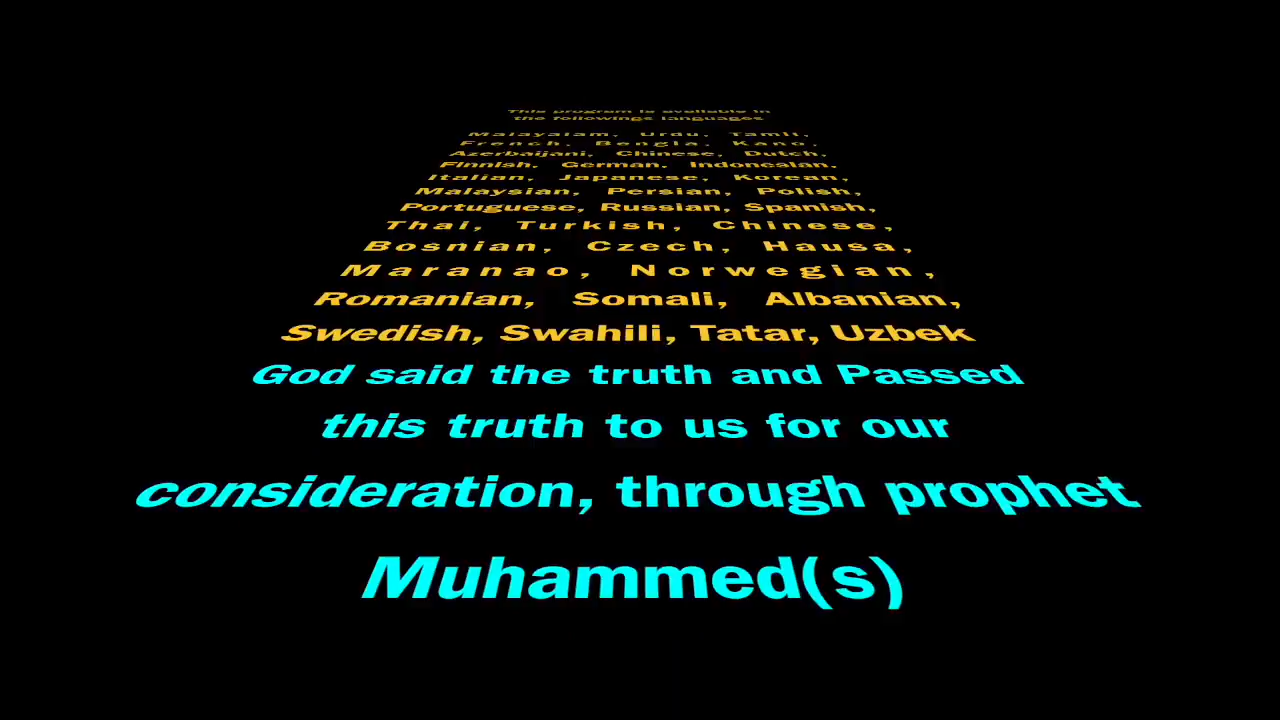 This program is available in
the followings languages
Malayalam, Urdu, Tamil,
French, Bengla, Kano,
Azerbaijani, Chinese, Dutch,
Finnish, German, Indonesian,
Italian, Japanese, Korean,
Malaysian, Persian, Polish,
Portuguese, Russian, Spanish,
Thai, Turkish, Chinese,
Bosnian, Czech, Hausa,
Maranao, Norwegian,
Romanian, Somali, Albanian,
Swedish, Swahili, Tatar, Uzbek
God said the truth and Passed
this truth to us for our
consideration, through prophet
Muhammed(s)